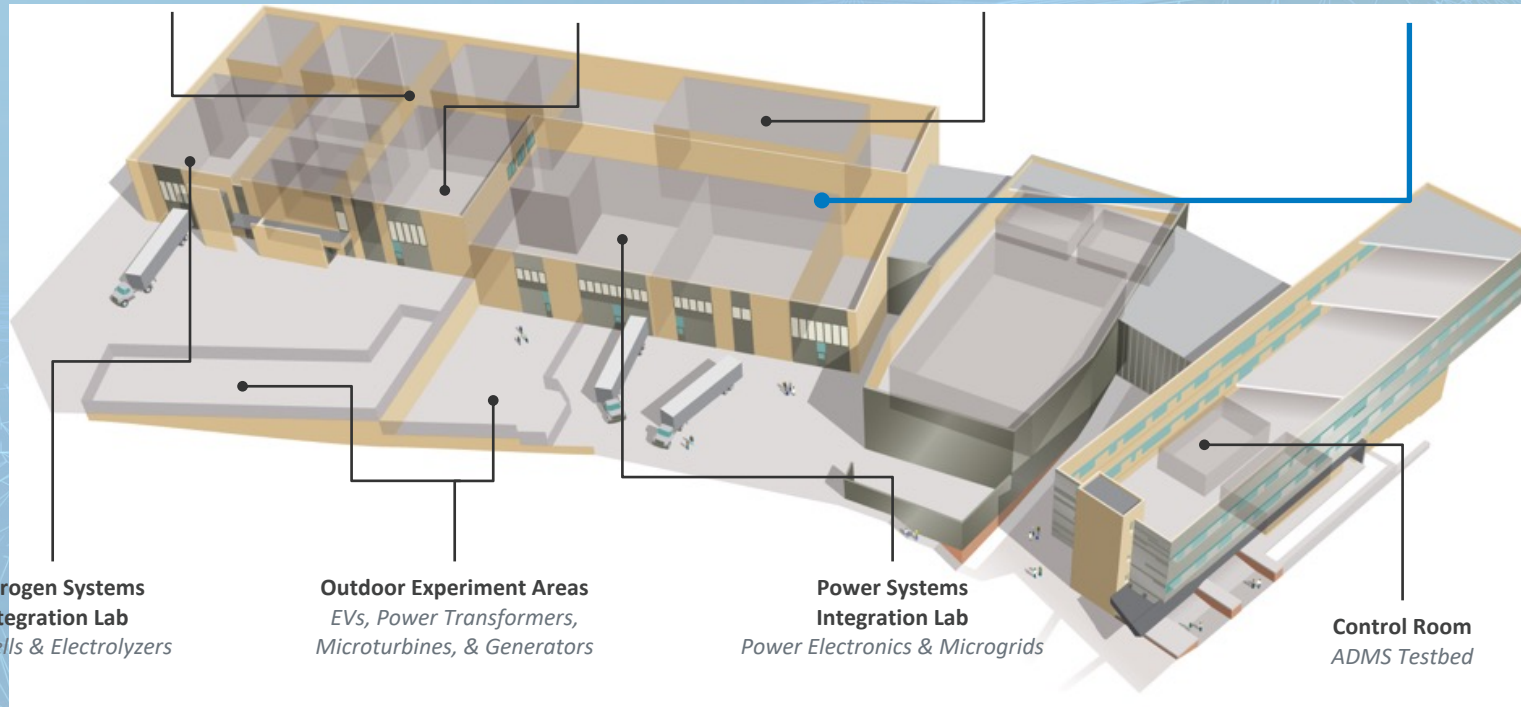 rogen Systems
tegration Lab
ells & Electrolyzers
Outdoor Experiment Areas
EVs, Power Transformers,
Microturbines, & Generators
Power Systems
Integration Lab
Power Electronics & Microgrids
Control Room
ADMS Testbed